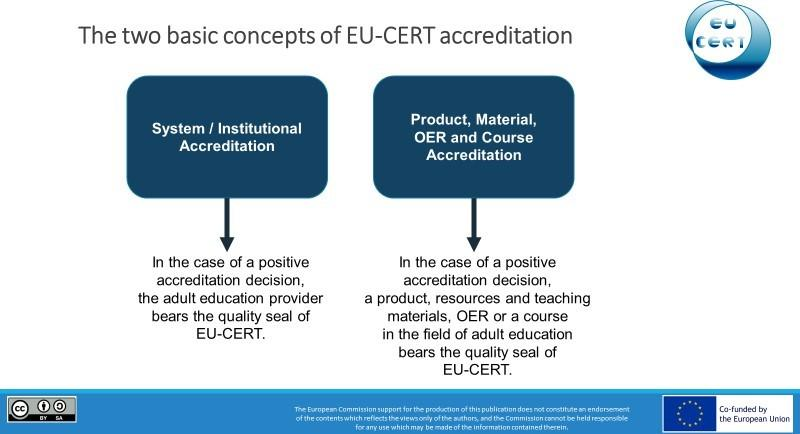 The two basic concepts of EU-CERT accreditation
EU
CERT
System / Institutional
Accreditation
Product, Material,
OER and Course
Accreditation
In the case of a positive
accreditation decision,
the adult education provider
bears the quality seal of
EU-CERT.
In the case of a positive
accreditation decision,
a product, resources and teaching
materials, OER or a course
in the field of adult education
bears the quality seal of
EU-CERT.
cc
BY SA
The European Commission support for the production of this publication does not constitute an endorsement
of the contents which reflects the views only of the authors, and the Commission cannot be held responsible
for any use which may be made of the information contained therein.
Co-funded by
the European Union